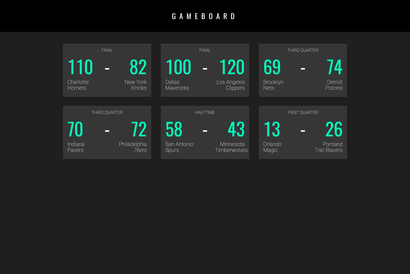 GAMEBOARD
FINAL
110 - 82
Charlotte Hornets
New York Knicks
FINAL
100 - 120
Dallas Mavericks
Los Angeles Clippers
THIRD QUARTER
69 - 74
Brooklyn Nets
Detroit Pistons
THIRD QUARTER
70 - 72
Indiana Pacers
Philadelphia 76ers
HALFTIME
58 - 43
San Antonio Spurs
Minnesota Timberwolves
FIRST QUARTER
13 - 26
Orlando Magic
Portland Trail Blazers